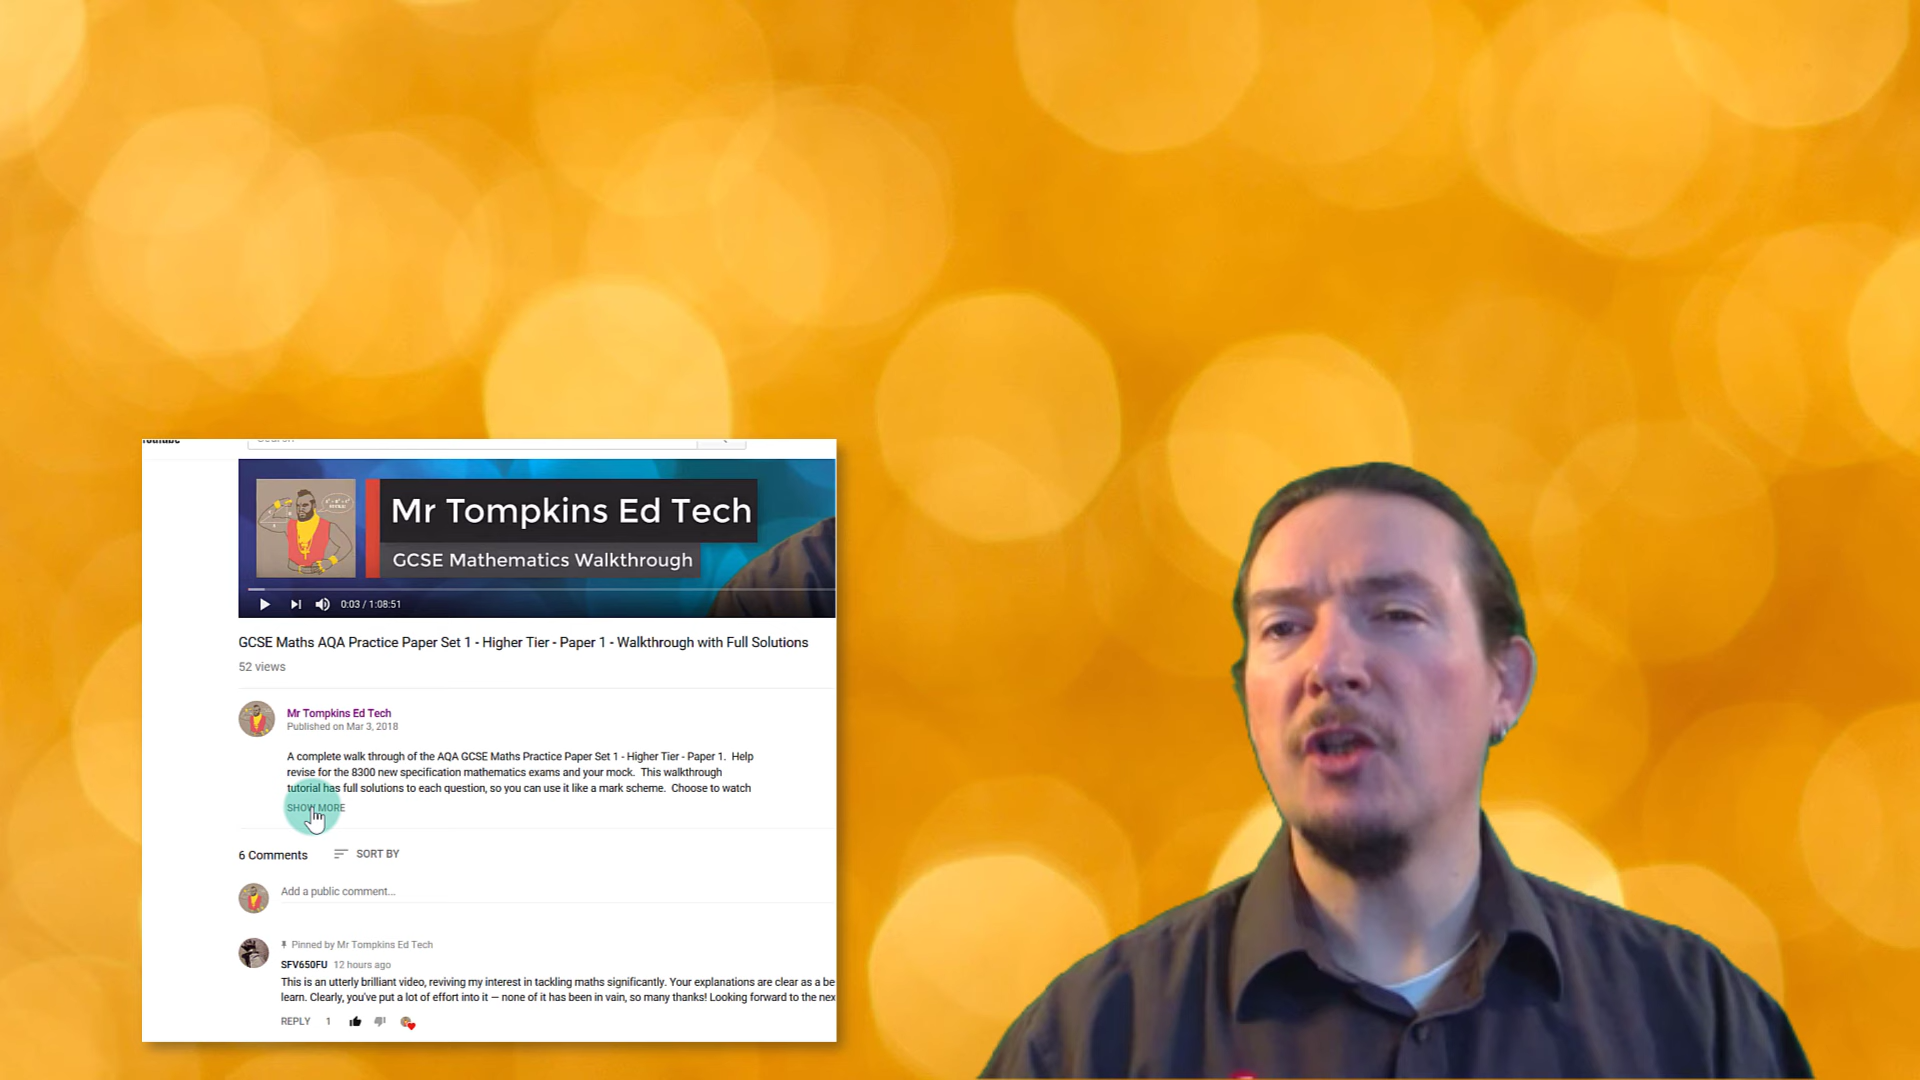 Mr Tompkins Ed Tech
GCSE Mathematics Walkthrough
0:03 / 1:08:51
GCSE Maths AQA Practice Paper Set 1 - Higher Tier - Paper 1 - Walkthrough with Full Solutions
52 views
Mr Tompkins Ed Tech
Published on Mar 3, 2018
A complete walk through of the AQA GCSE Maths Practice Paper Set 1 - Higher Tier - Paper 1. Help
revise for the 8300 new specification mathematics exams and your mock. This walkthrough
tutorial has full solutions to each question, so you can use it like a mark scheme. Choose to watch
SHOW MORE
6 Comments
SORT BY
Add a public comment...
Pinned by Mr Tompkins Ed Tech
SFV650FU 12 hours ago
This is an utterly brilliant video, reviving my interest in tackling maths significantly. Your explanations are clear as a be
learn. Clearly, you've put a lot of effort into it — none of it has been in vain, so many thanks! Looking forward to the nex
REPLY 1